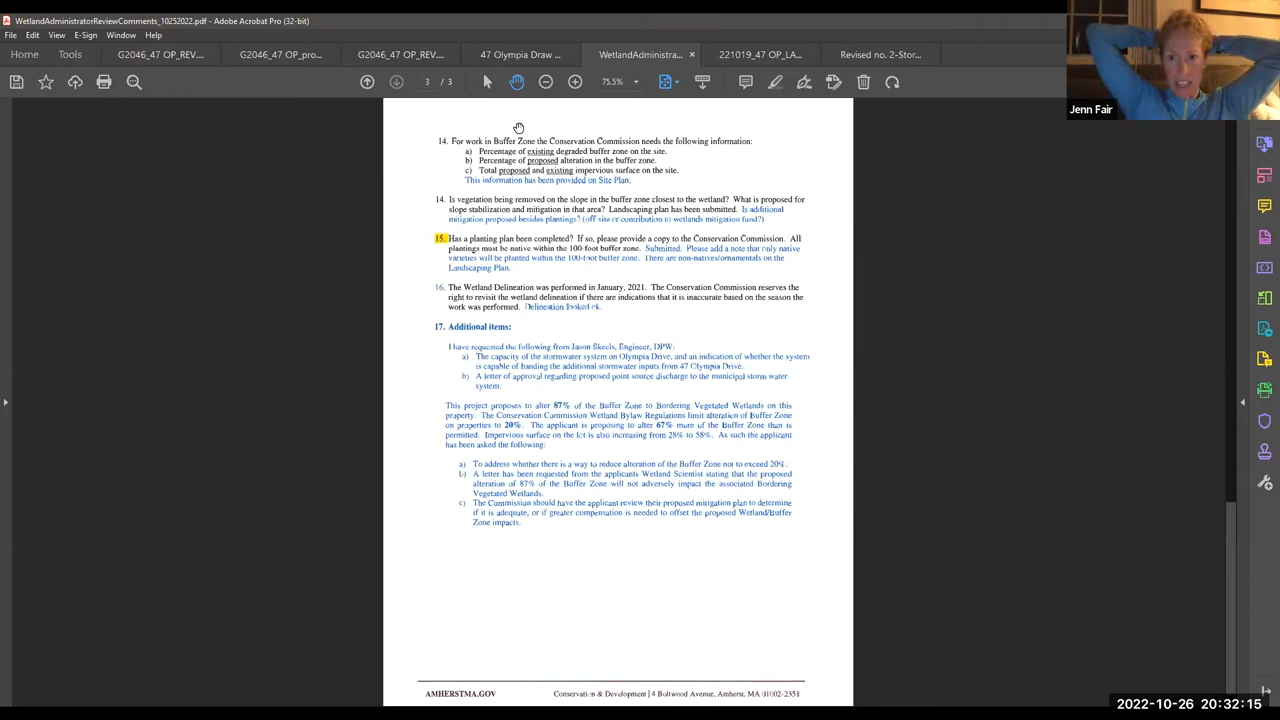 WetlandAdministratorReviewComments_10252022.pdf - Adobe Acrobat Pro (32-bit)
File Edit View E-Sign Window Help
Home Tools G2046_47 OP_REV... G2046_47 OP_pro... G2046_47 OP_REV... 47 Olympia Draw ... WetlandAdministra... × 221019_47 OP_LA... Revised no. 2-Stor...
3 / 3 75.5%
Jenn Fair
14. For work in Buffer Zone the Conservation Commission needs the following information:
a) Percentage of existing degraded buffer zone on the site.
b) Percentage of proposed alteration in the buffer zone.
c) Total proposed and existing impervious surface on the site.
This information has been provided on Site Plan.
14. Is vegetation being removed on the slope in the buffer zone closest to the wetland? What is proposed for
slope stabilization and mitigation in that area? Landscaping plan has been submitted. Is additional
mitigation proposed besides plantings? (off site or contribution to wetlands mitigation fund?)
15. Has a planting plan been completed? If so, please provide a copy to the Conservation Commission. All
plantings must be native within the 100-foot buffer zone. Submitted. Please add a note that only native
varieties will be planted within the 100-foot buffer zone. There are non-natives/ornamentals on the
Landscaping Plan.
16. The Wetland Delineation was performed in January, 2021. The Conservation Commission reserves the
right to revisit the wetland delineation if there are indications that it is inaccurate based on the season the
work was performed. Delineation looked ok.
17. Additional items:
I have requested the following from Jason Skeels, Engineer, DPW:
a) The capacity of the stormwater system on Olympia Drive, and an indication of whether the system
is capable of handing the additional stormwater inputs from 47 Olympia Drive.
b) A letter of approval regarding proposed point source discharge to the municipal storm water
system.
This project proposes to alter 87% of the Buffer Zone to Bordering Vegetated Wetlands on this
property. The Conservation Commission Wetland Bylaw Regulations limit alteration of Buffer Zone
on properties to 20%. The applicant is proposing to alter 67% more of the Buffer Zone than is
permitted. Impervious surface on the lot is also increasing from 28% to 58%. As such the applicant
has been asked the following:
a) To address whether there is a way to reduce alteration of the Buffer Zone not to exceed 20%.
b) A letter has been requested from the applicants Wetland Scientist stating that the proposed
alteration of 87% of the Buffer Zone will not adversely impact the associated Bordering
Vegetated Wetlands.
c) The Commission should have the applicant review their proposed mitigation plan to determine
if it is adequate, or if greater compensation is needed to offset the proposed Wetland/Buffer
Zone impacts.
AMHERSTMA.GOV Conservation & Development | 4 Boltwood Avenue, Amherst, MA 01002-2351
2022-10-26 20:32:15